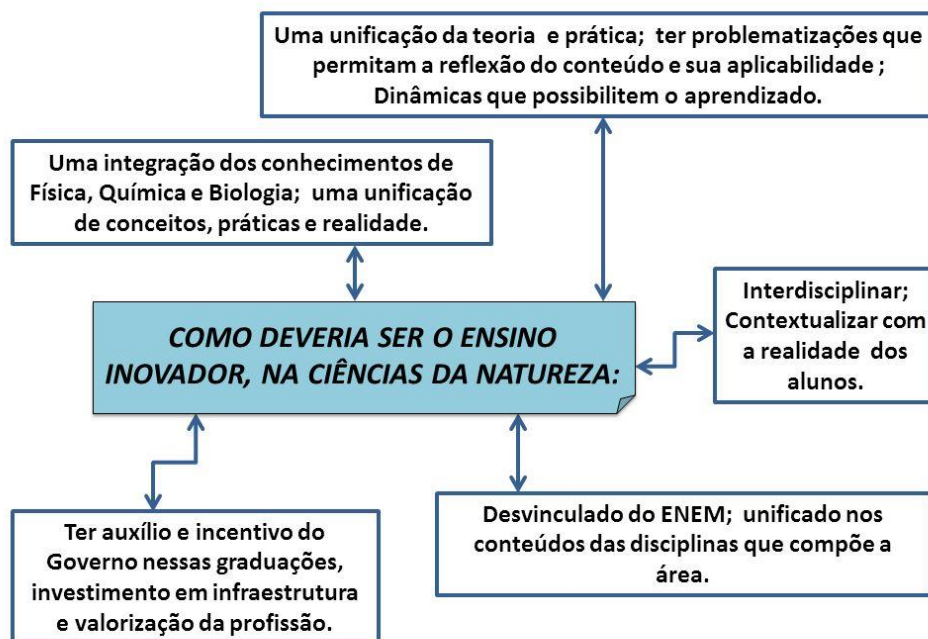 Uma unificação da teoria e prática; ter problematizações que
permitam a reflexão do conteúdo e sua aplicabilidade ;
Dinâmicas que possibilitem o aprendizado.
Uma integração dos conhecimentos de
Física, Química e Biologia; uma unificação
de conceitos, práticas e realidade.
Interdisciplinar;
Contextualizar com
a realidade dos
alunos.
COMO DEVERIA SER O ENSINO
INOVADOR, NA CIÊNCIAS DA NATUREZA:
Ter auxílio e incentivo do
Governo nessas graduações,
investimento em infraestrutura
e valorização da profissão.
Desvinculado do ENEM; unificado nos
conteúdos das disciplinas que compõe a
área.